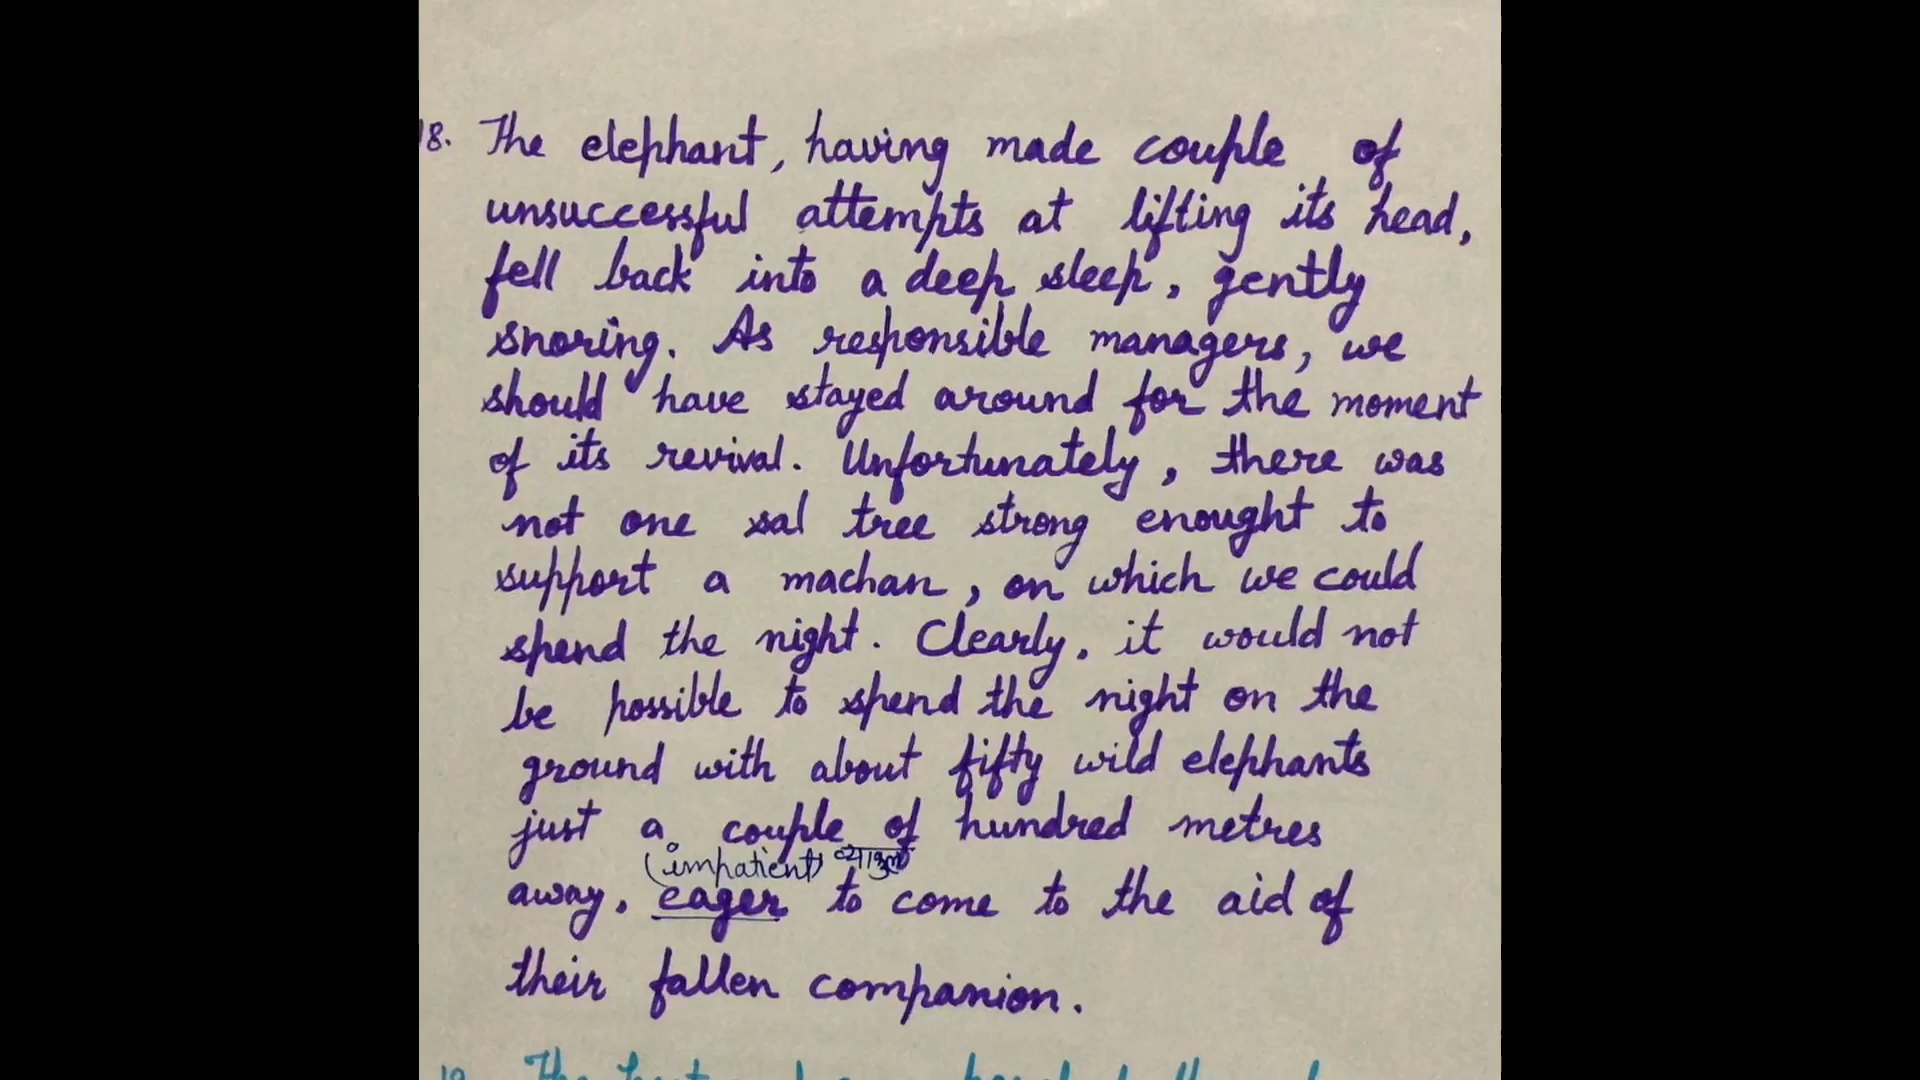 18. The elephant, having made couple of
unsuccessful attempts at lifting its head,
fell back into a deep sleep, gently
snoring. As responsible managers, we
should have stayed around for the moment
of its revival. Unfortunately, there was
not one sal tree strong enought to
support a machan, on which we could
spend the night. Clearly, it would not
be possible to spend the night on the
ground with about fifty wild elephants
just a couple of hundred metres
(impatient)
away, eager to come to the aid of
their fallen companion.